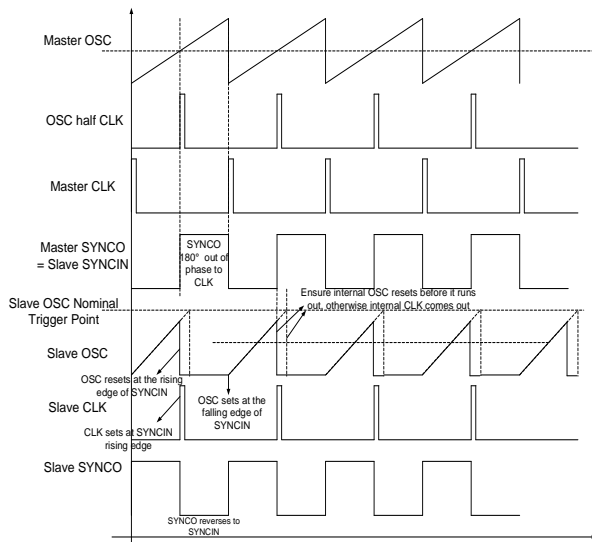 Master OSC
OSC half CLK
Master CLK
Master SYNCO
= Slave SYNCIN
SYNCO
180° out of
phase to
CLK
Ensure internal OSC resets before it runs
out, otherwise internal CLK comes out
Slave OSC Nominal
Trigger Point
Slave OSC
OSC resets at the rising
edge of SYNCIN
OSC sets at the
falling edge of
SYNCIN
Slave CLK
CLK sets at SYNCIN
rising edge
Slave SYNCO
SYNCO reverses to
SYNCIN